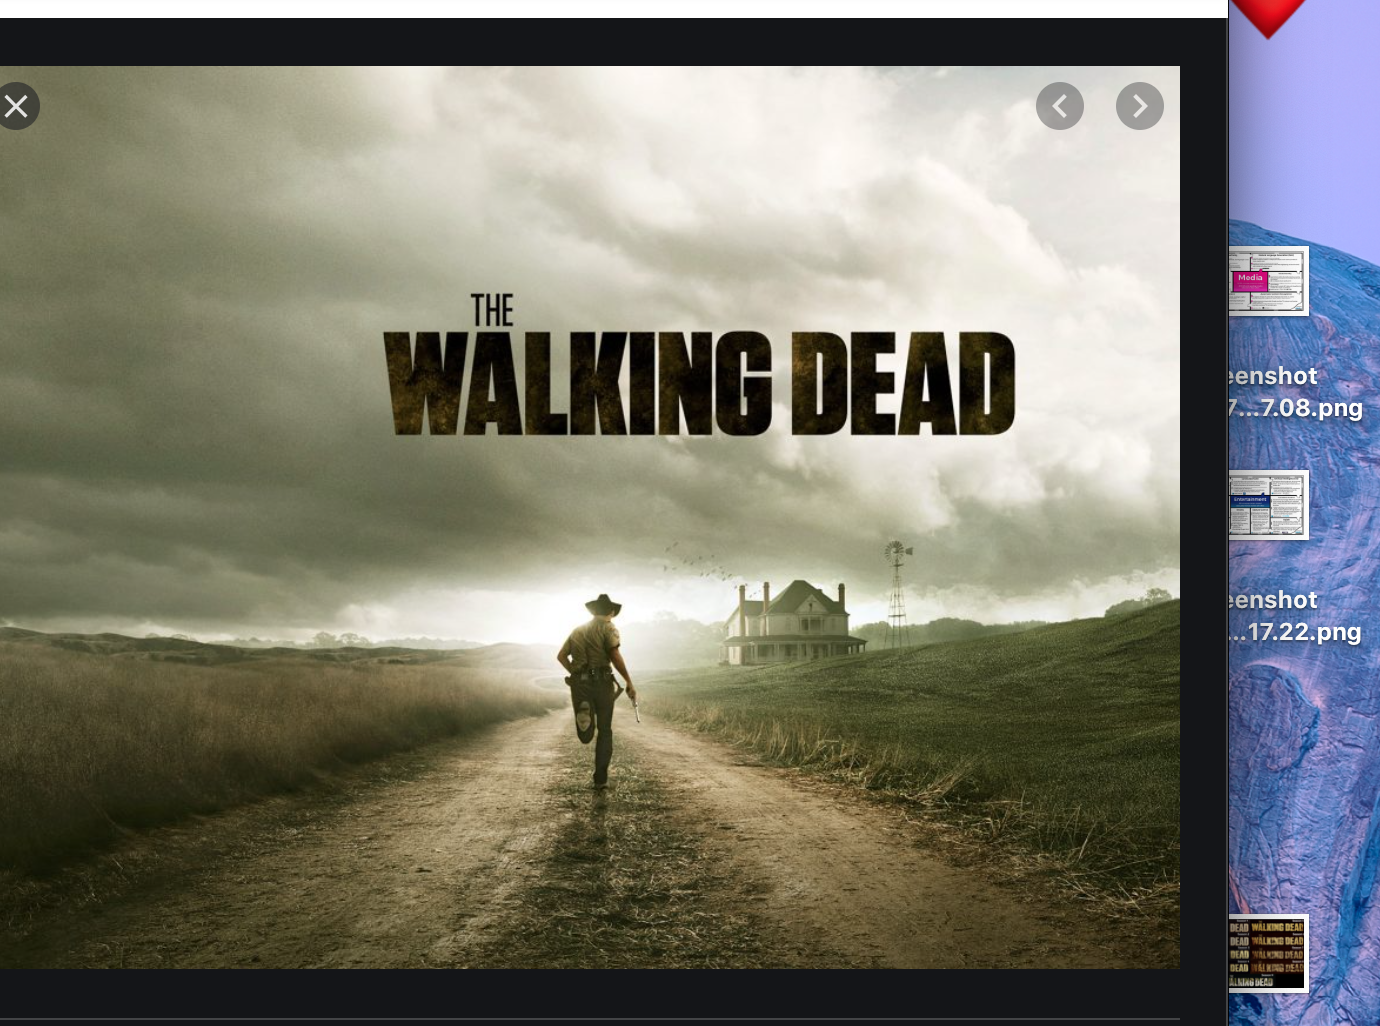 THE
WALKING DEAD
Media
eenshot
7...7.08.png
Entertainment
eenshot
...17.22.png
DEAD WALKING DEAD
DEAD WALKING DEAD
DEAD WALKING DEAD
DEAD WALKING DEAD
ALKING DEAD